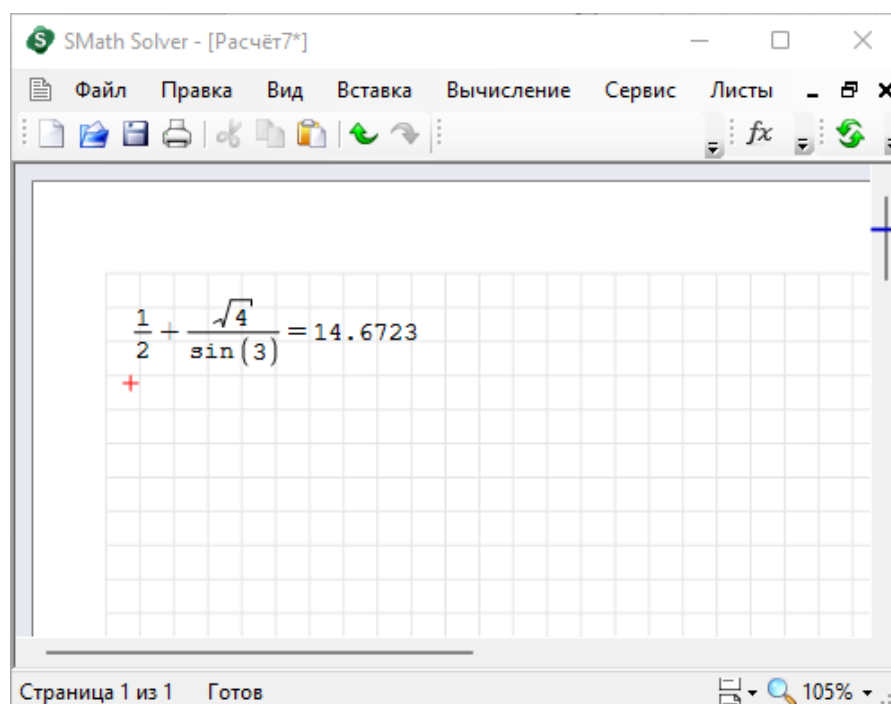 SMath Solver - [Расчёт7*]
Файл Правка Вид Вставка Вычисление Сервис Листы
fx
1/2 + √4/sin(3) = 14.6723
Страница 1 из 1 Готов 105%